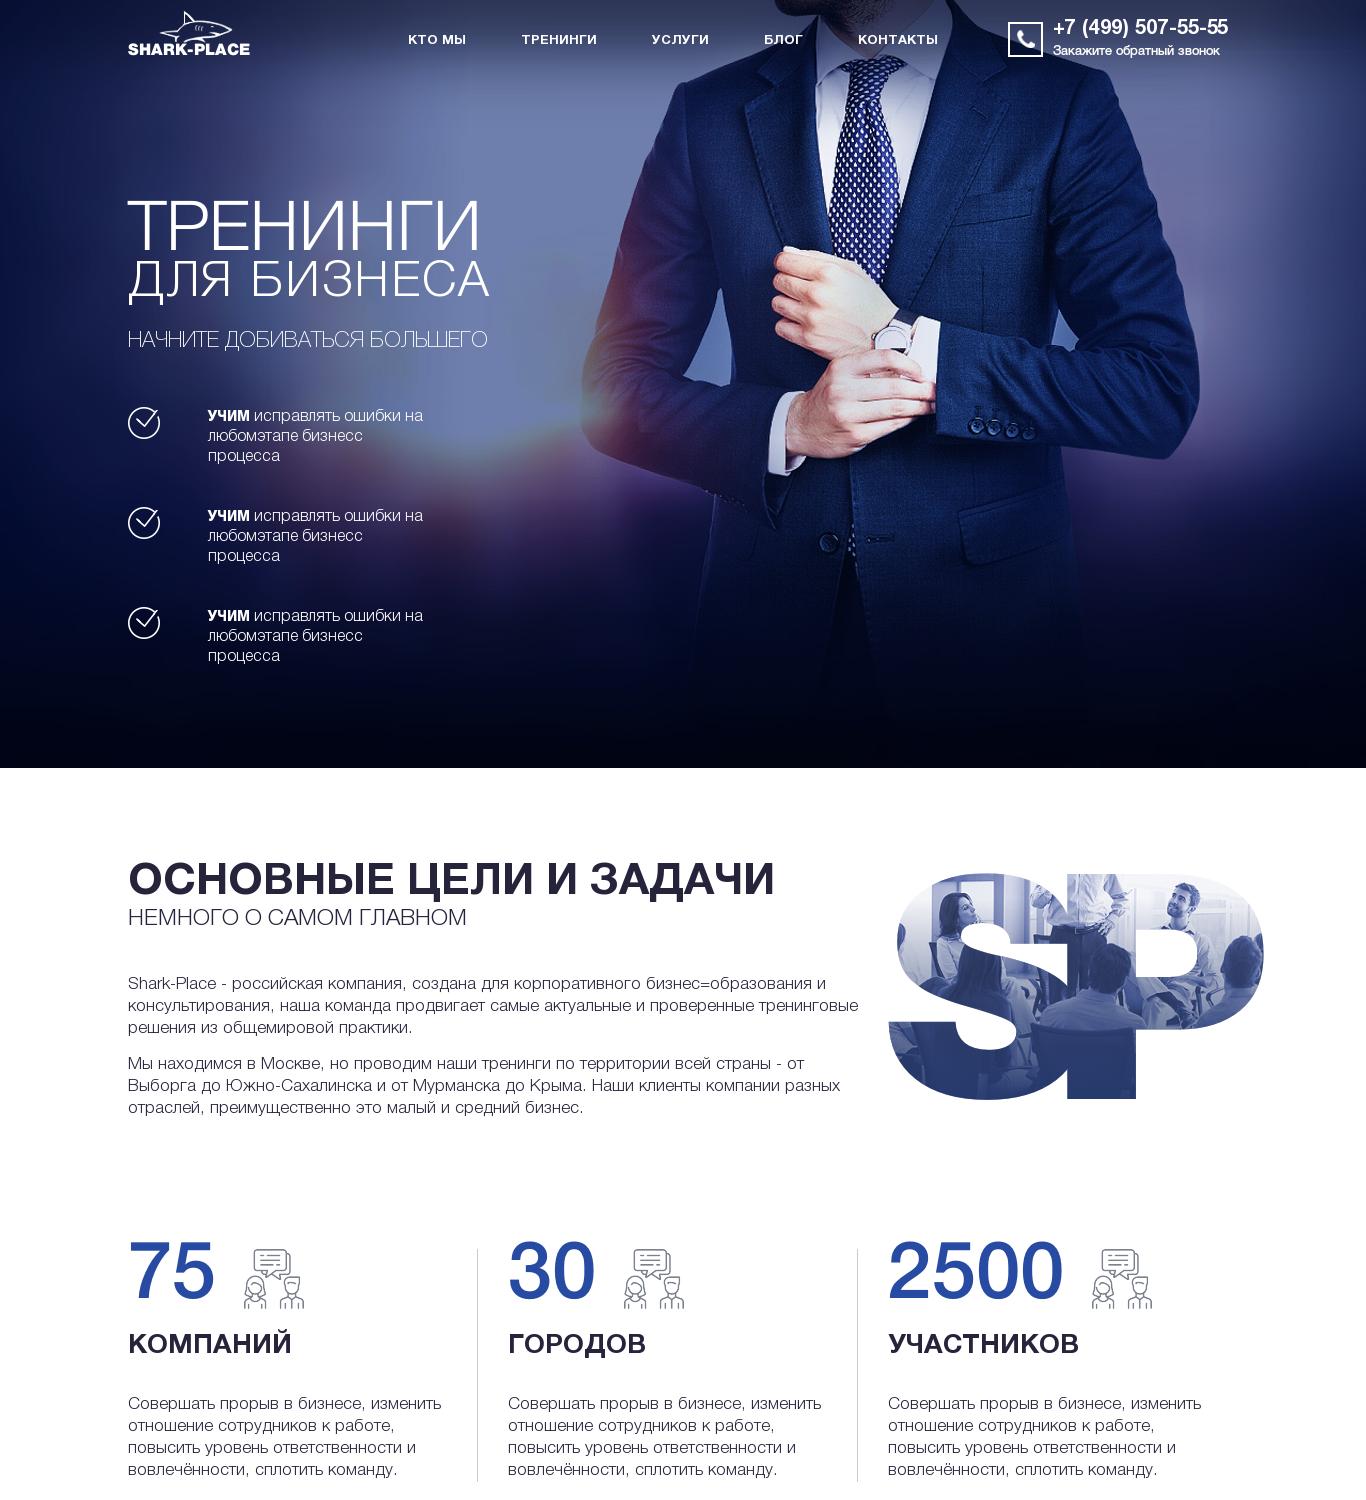 SHARK-PLACE
КТО МЫ ТРЕНИНГИ УСЛУГИ БЛОГ КОНТАКТЫ
+7 (499) 507-55-55
Закажите обратный звонок
ТРЕНИНГИ
ДЛЯ БИЗНЕСА
НАЧНИТЕ ДОБИВАТЬСЯ БОЛЬШЕГО
УЧИМ исправлять ошибки на
любомэтапе бизнесс
процесса
УЧИМ исправлять ошибки на
любомэтапе бизнесс
процесса
УЧИМ исправлять ошибки на
любомэтапе бизнесс
процесса
ОСНОВНЫЕ ЦЕЛИ И ЗАДАЧИ
НЕМНОГО О САМОМ ГЛАВНОМ
Shark-Place - российская компания, создана для корпоративного бизнес=образования и
консультирования, наша команда продвигает самые актуальные и проверенные тренинговые
решения из общемировой практики.
Мы находимся в Москве, но проводим наши тренинги по территории всей страны - от
Выборга до Южно-Сахалинска и от Мурманска до Крыма. Наши клиенты компании разных
отраслей, преимущественно это малый и средний бизнес.
SP
75
КОМПАНИЙ
Совершать прорыв в бизнесе, изменить
отношение сотрудников к работе,
повысить уровень ответственности и
вовлечённости, сплотить команду.
30
ГОРОДОВ
Совершать прорыв в бизнесе, изменить
отношение сотрудников к работе,
повысить уровень ответственности и
вовлечённости, сплотить команду.
2500
УЧАСТНИКОВ
Совершать прорыв в бизнесе, изменить
отношение сотрудников к работе,
повысить уровень ответственности и
вовлечённости, сплотить команду.